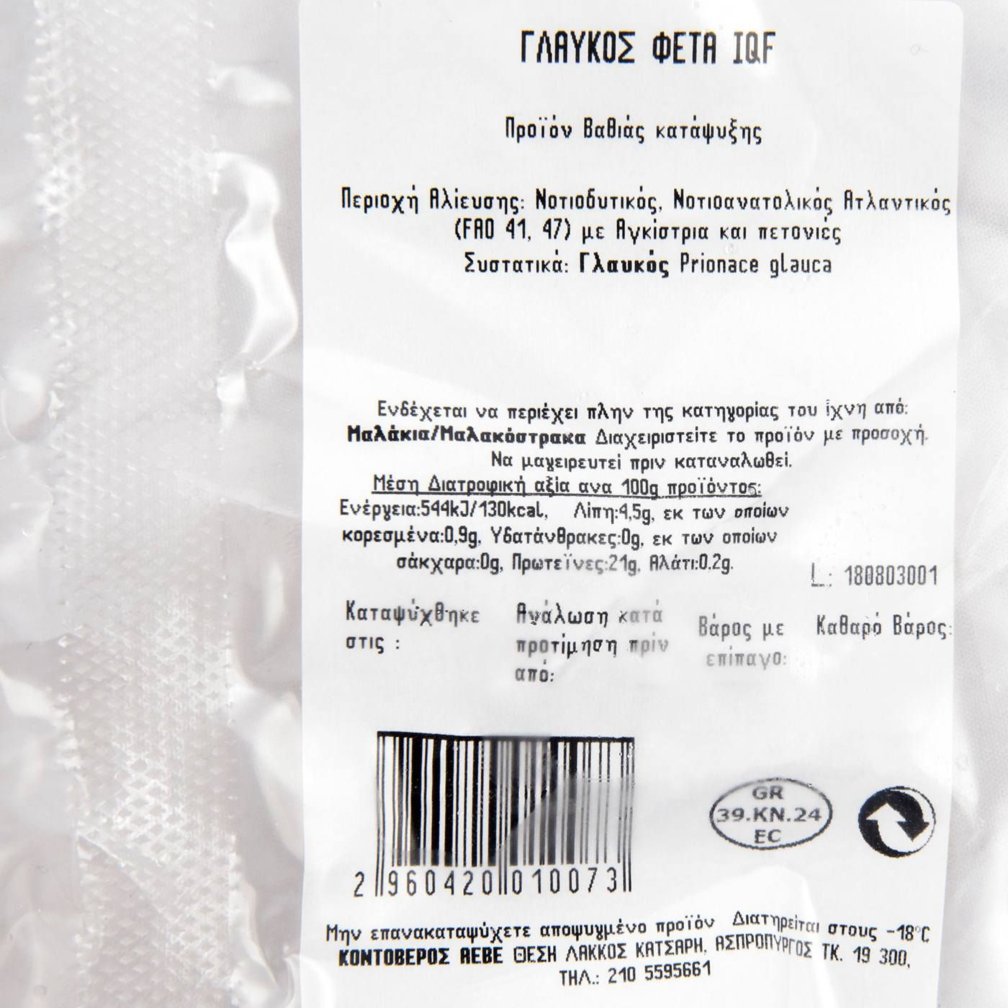 ΓΛΑΥΚΟΣ ΦΕΤΑ IQF
Προϊόν Βαθιάς κατάψυξης
Περιοχή Αλίευσης: Νοτιοδυτικός, Νοτιοανατολικός Ατλαντικός
(FAO 41, 47) με Αγκίστρια και πετονιές
Συστατικά: Γλαυκός Prionace glauca
Ενδέχεται να περιέχει πλην της κατηγορίας του ίχνη από:
Μαλάκια/Μαλακόστρακα Διαχειριστείτε το προϊόν με προσοχή.
Να μαγειρευτεί πριν καταναλωθεί.
Μέση Διατροφική αξία ανα 100g προϊόντος:
Ενέργεια:544kJ/130kcal, Λίπη:4,5g, εκ των οποίων
κορεσμένα:0,9g, Υδατάνθρακες:0g, εκ των οποίων
σάκχαρα:0g, Πρωτεΐνες:21g, Αλάτι:0.2g.
L: 180803001
Καταψύχθηκε
στις :
Ανάλωση κατά
προτίμηση πρίν
από:
Βάρος με
επίπαγο:
Καθαρό Βάρος:
2 960420 010073
GR
39.KN.24
EC
Μην επανακαταψύχετε αποψυγμένο προϊόν Διατηρείται στους -18°C
ΚΟΝΤΟΒΕΡΟΣ ΑΕΒΕ ΘΕΣΗ ΛΑΚΚΟΣ ΚΑΤΣΑΡΗ, ΑΣΠΡΟΠΥΡΓΟΣ ΤΚ. 19 300,
ΤΗΛ.: 210 5595661